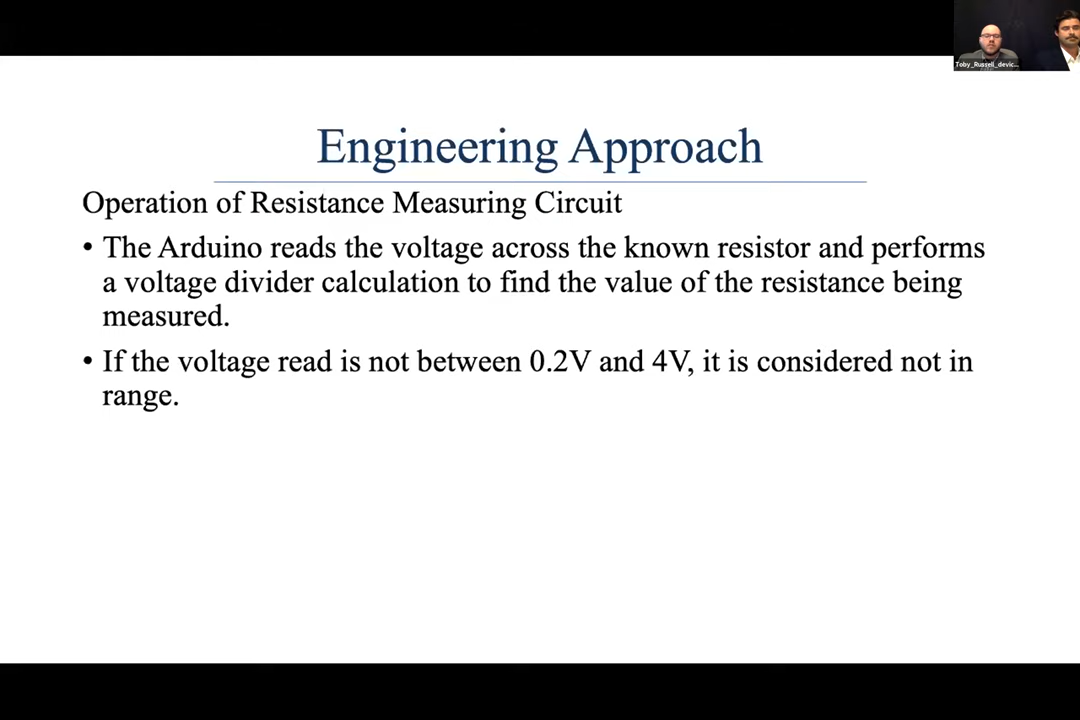 Toby_Russell_devic...
Engineering Approach
Operation of Resistance Measuring Circuit
• The Arduino reads the voltage across the known resistor and performs
a voltage divider calculation to find the value of the resistance being
measured.
• If the voltage read is not between 0.2V and 4V, it is considered not in
range.